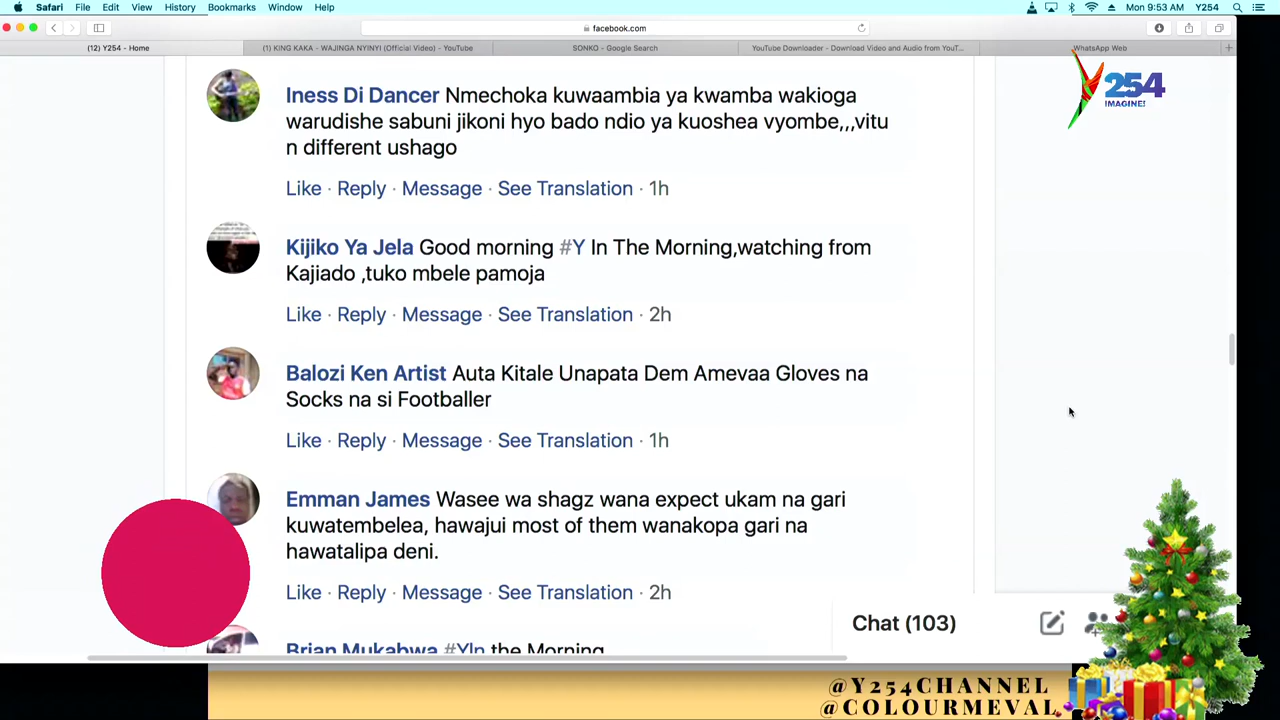 Safari File Edit View History Bookmarks Window Help Mon 9:53 AM Y254
facebook.com
(12) Y254 - Home (1) KING KAKA - WAJINGA NYINYI (Official Video) - YouTube SONKO - Google Search YouTube Downloader - Download Video and Audio from YouT... WhatsApp Web
254
IMAGINE!
Iness Di Dancer Nmechoka kuwaambia ya kwamba wakioga
warudishe sabuni jikoni hyo bado ndio ya kuoshea vyombe,,,vitu
n different ushago
Like · Reply · Message · See Translation · 1h
Kijiko Ya Jela Good morning #Y In The Morning,watching from
Kajiado ,tuko mbele pamoja
Like · Reply · Message · See Translation · 2h
Balozi Ken Artist Auta Kitale Unapata Dem Amevaa Gloves na
Socks na si Footballer
Like · Reply · Message · See Translation · 1h
Emman James Wasee wa shagz wana expect ukam na gari
kuwatembelea, hawajui most of them wanakopa gari na
hawatalipa deni.
Like · Reply · Message · See Translation · 2h
Chat (103)
Brian Mukabwa #YIn the Morning
@Y254CHANNEL
@COLOURMEVAL